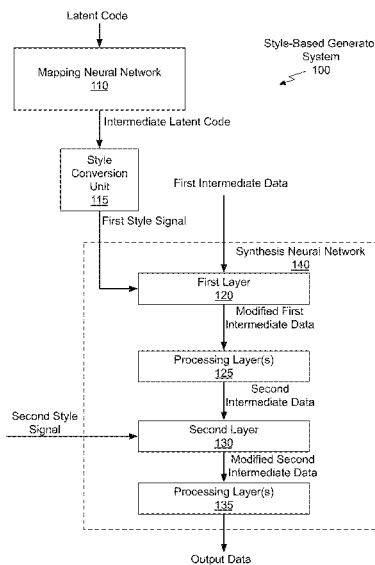 Latent Code
Style-Based Generato
System
100
Mapping Neural Network
110
Intermediate Latent Code
Style
Conversion
Unit
115
First Intermediate Data
First Style Signal
Synthesis Neural Network
140
First Layer
120
Modified First
Intermediate Data
Processing Layer(s)
125
Second
Intermediate Data
Second Style
Signal
Second Layer
130
Modified Second
Intermediate Data
Processing Layer(s)
135
Output Data